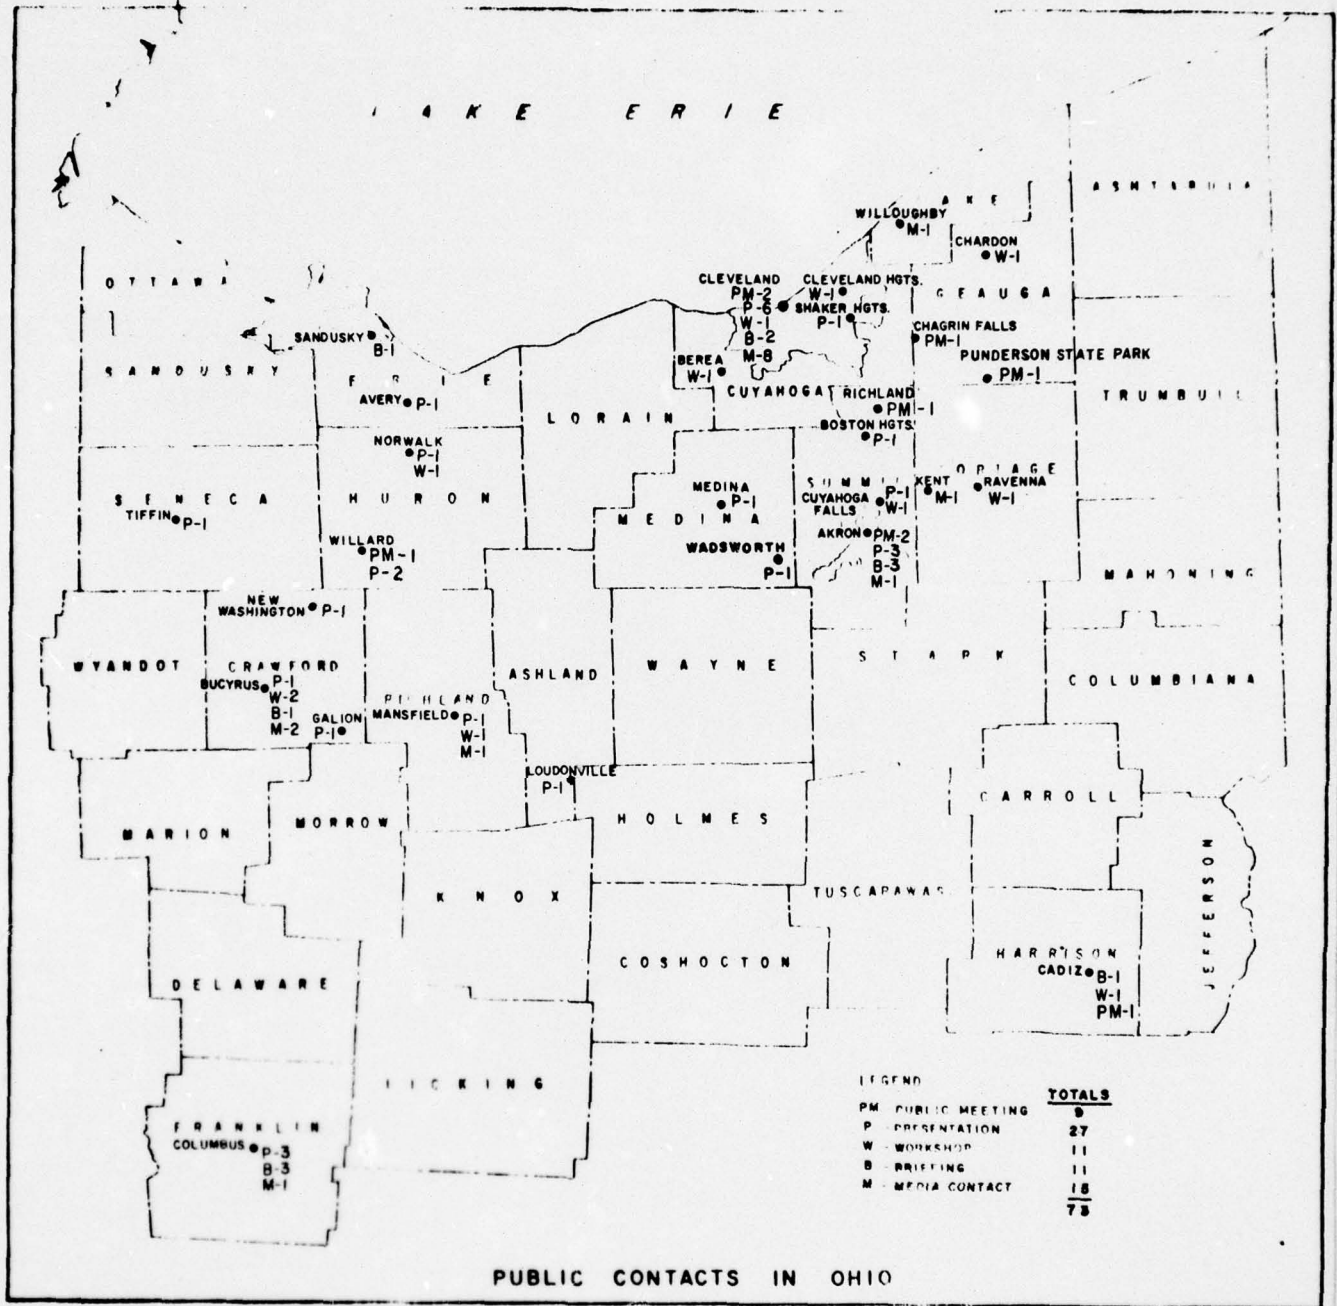 LAKE ERIE
ASHTABULA
LAKE
WILLOUGHBY
M-1
CHARDON
W-1
OTTAWA
CLEVELAND
PM-2
P-6
W-1
B-2
M-8
CLEVELAND HGTS.
W-1
SHAKER HGTS.
P-1
GEAUGA
CHAGRIN FALLS
PM-1
PUNDERSON STATE PARK
PM-1
SANDUSKY
B-1
SANDUSKY
ERIE
AVERY P-1
BEREA
W-1
CUYAHOGA
RICHLAND
PM-1
BOSTON HGTS.
P-1
TRUMBULL
LORAIN
NORWALK
P-1
W-1
HURON
SENECA
TIFFIN P-1
MEDINA
P-1
MEDINA
WADSWORTH
P-1
SUMMIT
CUYAHOGA
FALLS
P-1
W-1
AKRON PM-2
P-3
B-3
M-1
KENT
M-1
PORTAGE
RAVENNA
W-1
WILLARD
PM-1
P-2
MAHONING
NEW
WASHINGTON P-1
WYANDOT
CRAWFORD
BUCYRUS P-1
W-2
B-1
M-2
GALION
P-1
RICHLAND
MANSFIELD P-1
W-1
M-1
ASHLAND
WAYNE
STARK
COLUMBIANA
LOUDONVILLE
P-1
MARION
MORROW
HOLMES
CARROLL
KNOX
TUSCARAWAS
JEFFERSON
DELAWARE
COSHOCTON
HARRISON
CADIZ B-1
W-1
PM-1
LICKING
FRANKLIN
COLUMBUS P-3
B-3
M-1
LEGEND
TOTALS
PM - PUBLIC MEETING 9
P - PRESENTATION 27
W - WORKSHOP 11
B - BRIEFING 11
M - MEDIA CONTACT
PUBLIC CONTACTS IN OHIO